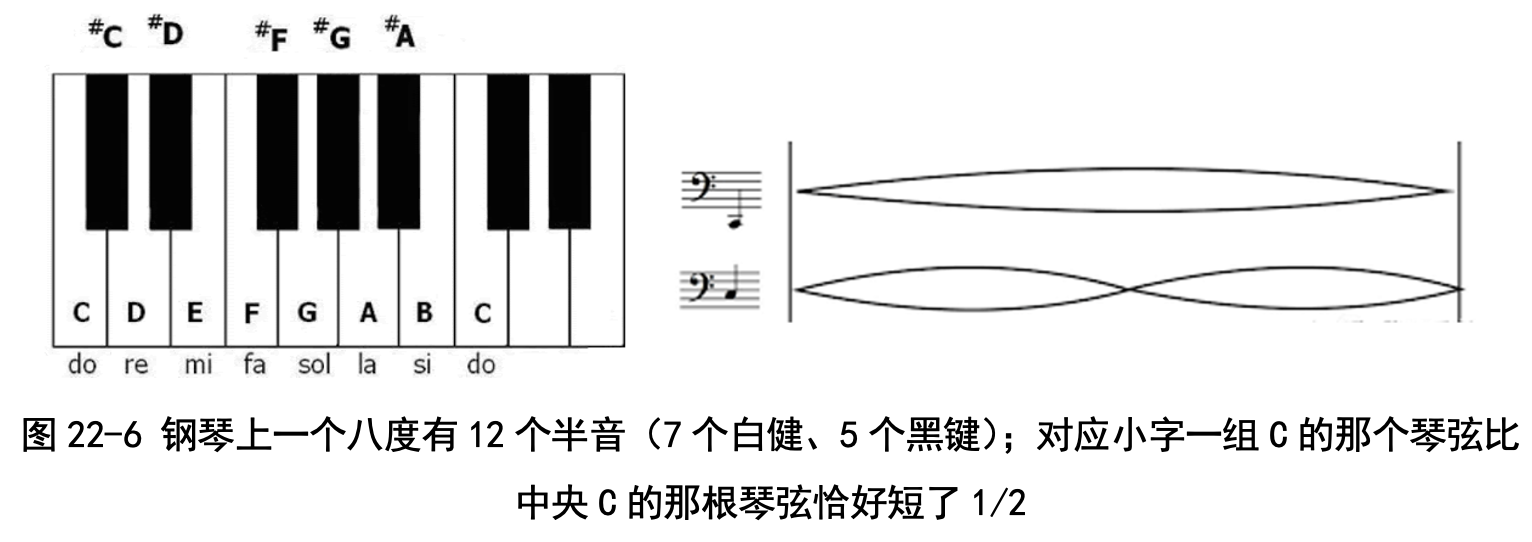 #C #D #F #G #A
C D E F G A B C
do re mi fa sol la si do
图 22-6 钢琴上一个八度有 12 个半音（7 个白健、5 个黑键）；对应小字一组 C 的那个琴弦比
中央 C 的那根琴弦恰好短了 1/2